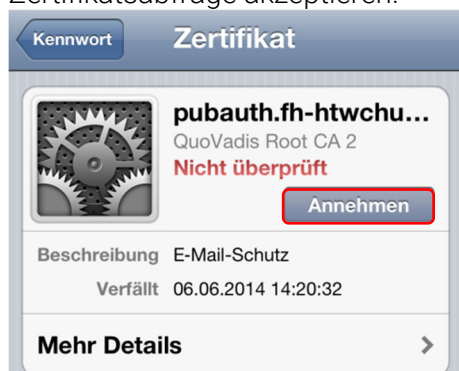 Zertifikatsabfrage akzeptieren.
Kennwort Zertifikat
pubauth.fh-htwchu...
QuoVadis Root CA 2
Nicht überprüft
Annehmen
Beschreibung E-Mail-Schutz
Verfällt 06.06.2014 14:20:32
Mehr Details